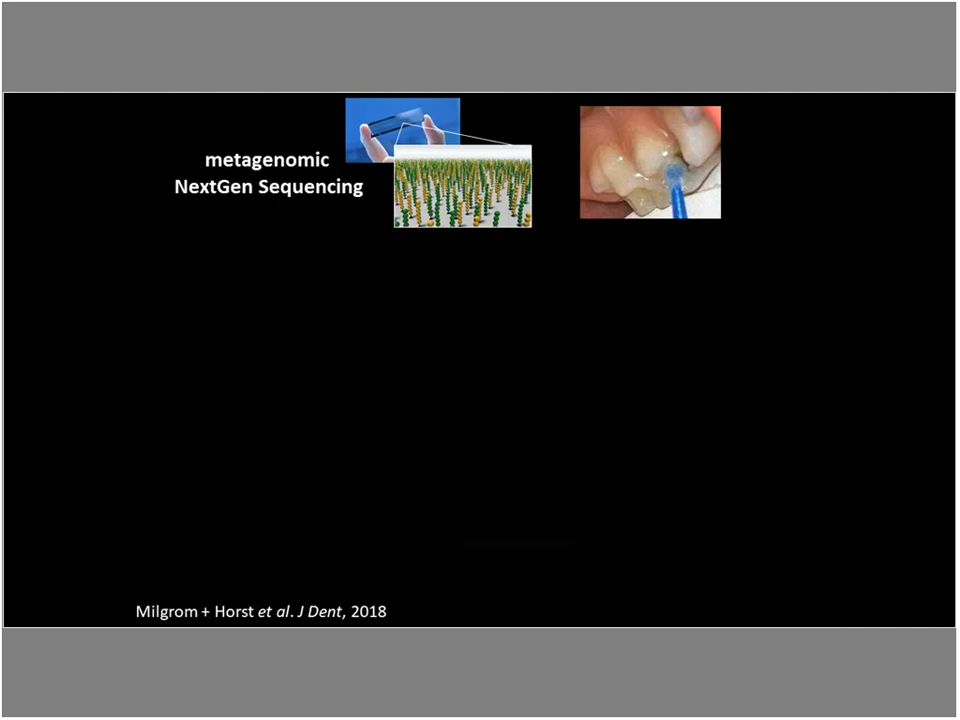 metagenomic
NextGen Sequencing
Milgrom + Horst et al. J Dent, 2018